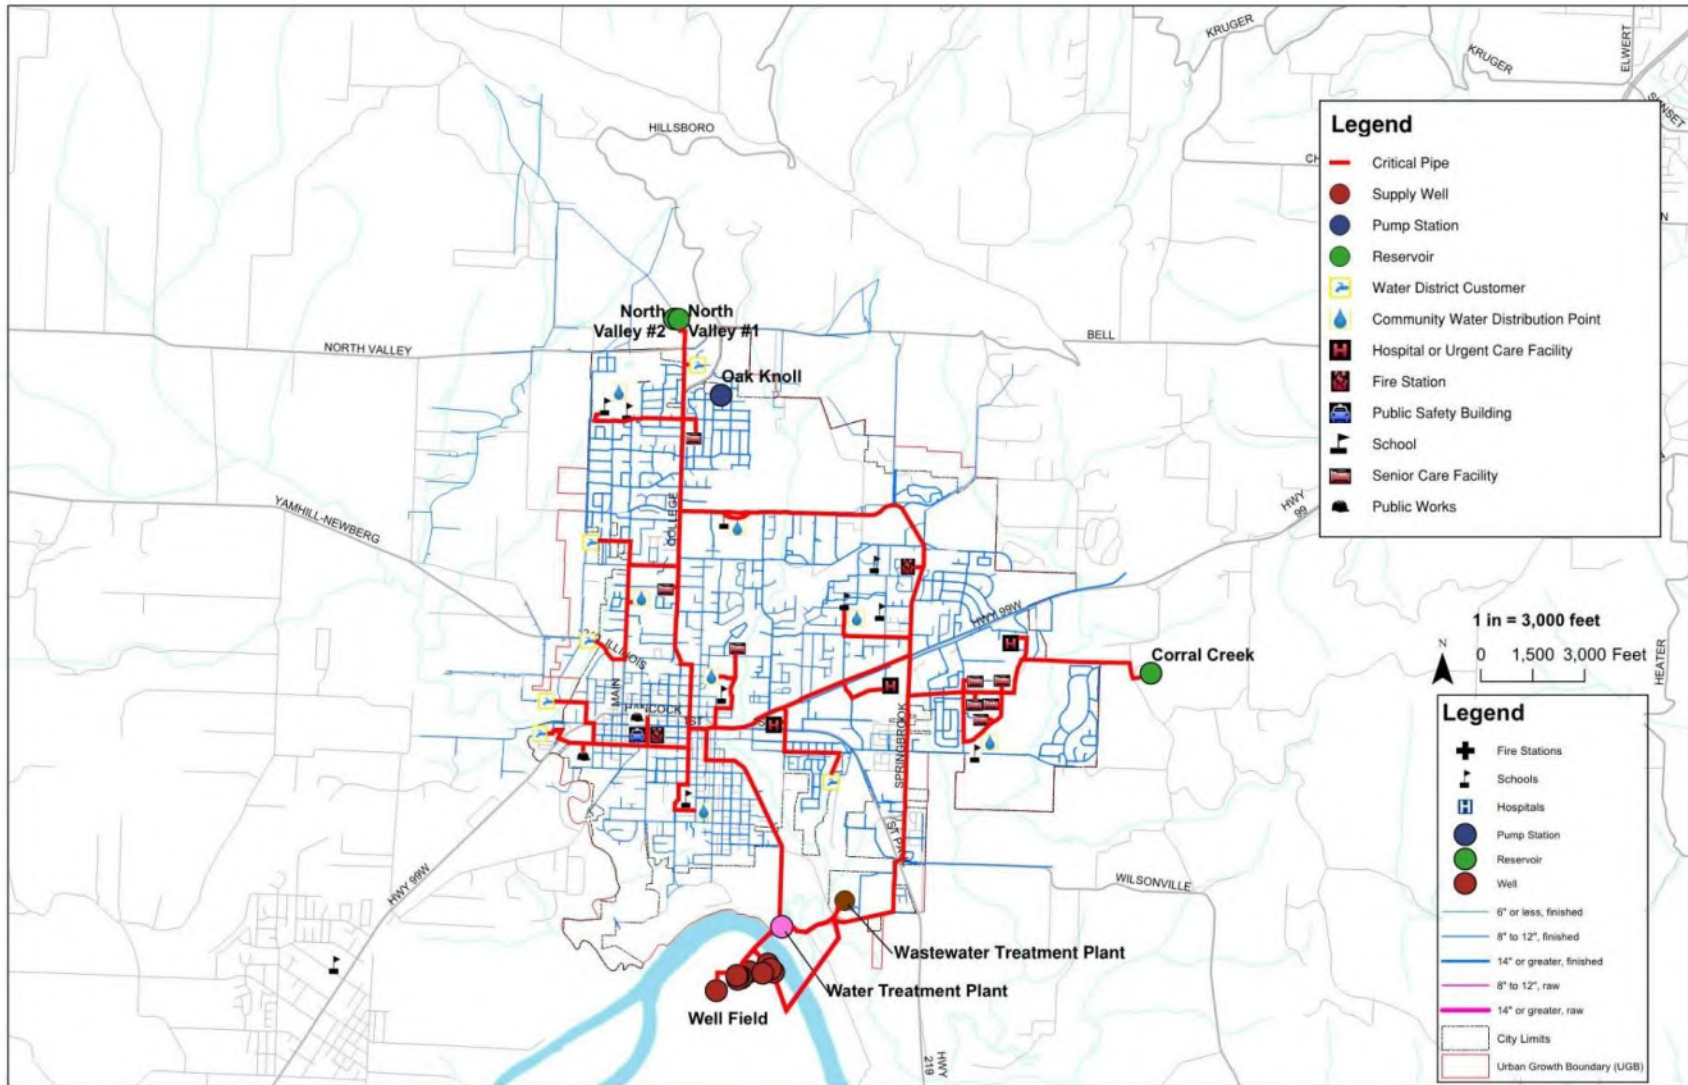 KRUGER
KRUGER
ELWERT
SUNSET
HILLSBORO
CH
N
Legend
Critical Pipe
Supply Well
Pump Station
Reservoir
Water District Customer
Community Water Distribution Point
Hospital or Urgent Care Facility
Fire Station
Public Safety Building
School
Senior Care Facility
Public Works
North
Valley #2
North
Valley #1
NORTH VALLEY
BELL
Oak Knoll
COLLEGE
YAMHILL-NEWBERG
HWY
99
HWY 99W
ILLINOIS
MAIN
1ST
SPRINGBROOK
Corral Creek
1 in = 3,000 feet
N
0 1,500 3,000 Feet
HEATER
HWY 99W
WILSONVILLE
Wastewater Treatment Plant
Water Treatment Plant
Well Field
HWY
219
Legend
Fire Stations
Schools
Hospitals
Pump Station
Reservoir
Well
6" or less, finished
8" to 12", finished
14" or greater, finished
8" to 12", raw
14" or greater, raw
City Limits
Urban Growth Boundary (UGB)